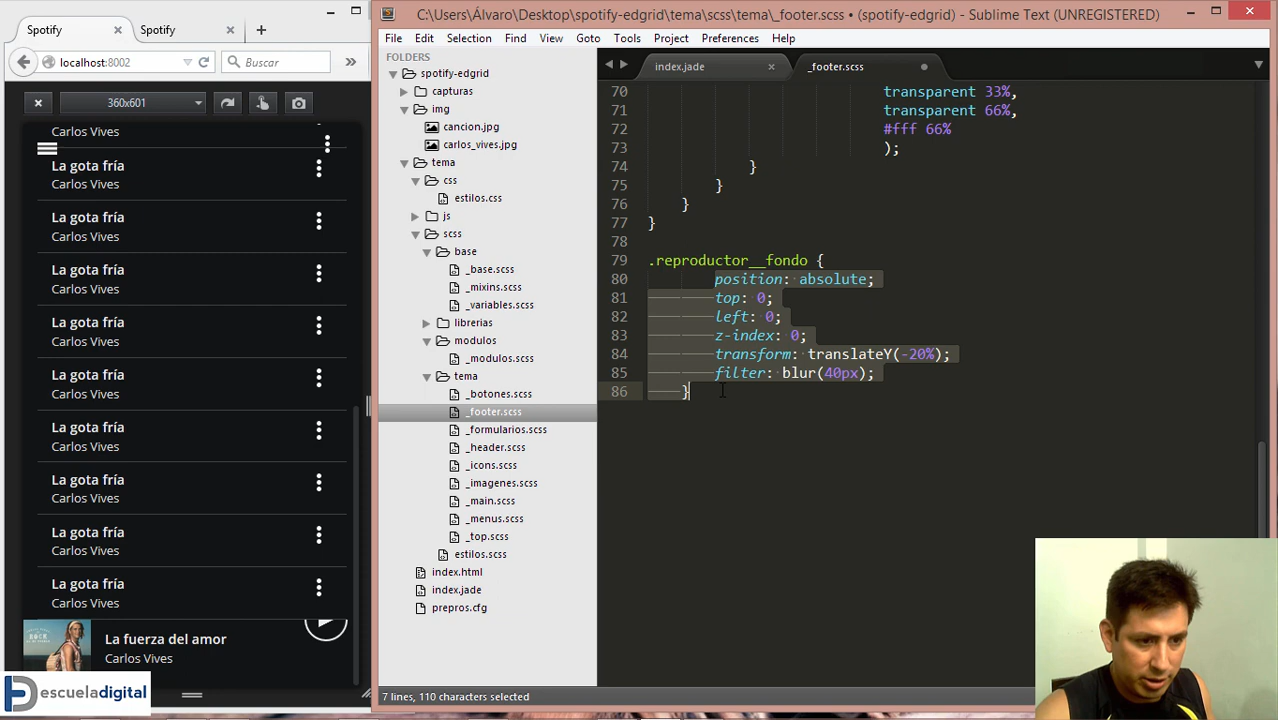 Spotify
Spotify
localhost:8002
Buscar
360x601
Carlos Vives
La gota fría
Carlos Vives
La gota fría
Carlos Vives
La gota fría
Carlos Vives
La gota fría
Carlos Vives
La gota fría
Carlos Vives
La gota fría
Carlos Vives
La gota fría
Carlos Vives
La gota fría
Carlos Vives
La gota fría
Carlos Vives
La fuerza del amor
Carlos Vives
escueladigital
C:\Users\Álvaro\Desktop\spotify-edgrid\tema\scss\tema\_footer.scss • (spotify-edgrid) - Sublime Text (UNREGISTERED)
File Edit Selection Find View Goto Tools Project Preferences Help
FOLDERS
spotify-edgrid
capturas
img
cancion.jpg
carlos_vives.jpg
tema
css
estilos.css
js
scss
base
_base.scss
_mixins.scss
_variables.scss
librerias
modulos
_modulos.scss
tema
_botones.scss
_footer.scss
_formularios.scss
_header.scss
_icons.scss
_imagenes.scss
_main.scss
_menus.scss
_top.scss
estilos.scss
index.html
index.jade
prepros.cfg
index.jade
_footer.scss
70 transparent 33%,
71 transparent 66%,
72 #fff 66%
73 );
74 }
75 }
76 }
77 }
78
79 .reproductor__fondo {
80 position: absolute;
81 top: 0;
82 left: 0;
83 z-index: 0;
84 transform: translateY(-20%);
85 filter: blur(40px);
86 }
7 lines, 110 characters selected